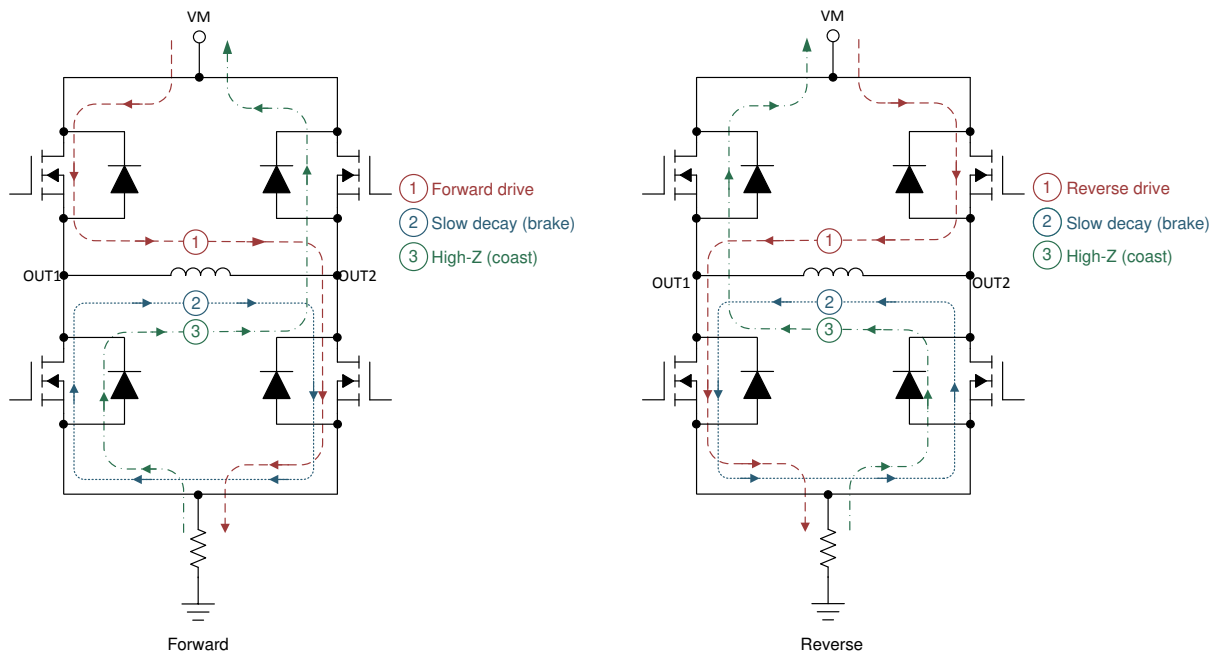 VM
1 Forward drive
2 Slow decay (brake)
3 High-Z (coast)
1
OUT1
OUT2
2
3
Forward
VM
1 Reverse drive
2 Slow decay (brake)
3 High-Z (coast)
1
OUT1
OUT2
2
3
Reverse